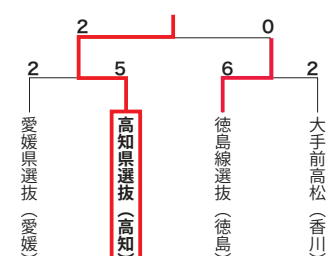 2 0
2 5 6 2
愛媛県選抜（愛媛）
高知県選抜（高知）
徳島線選抜（徳島）
大手前高松（香川）